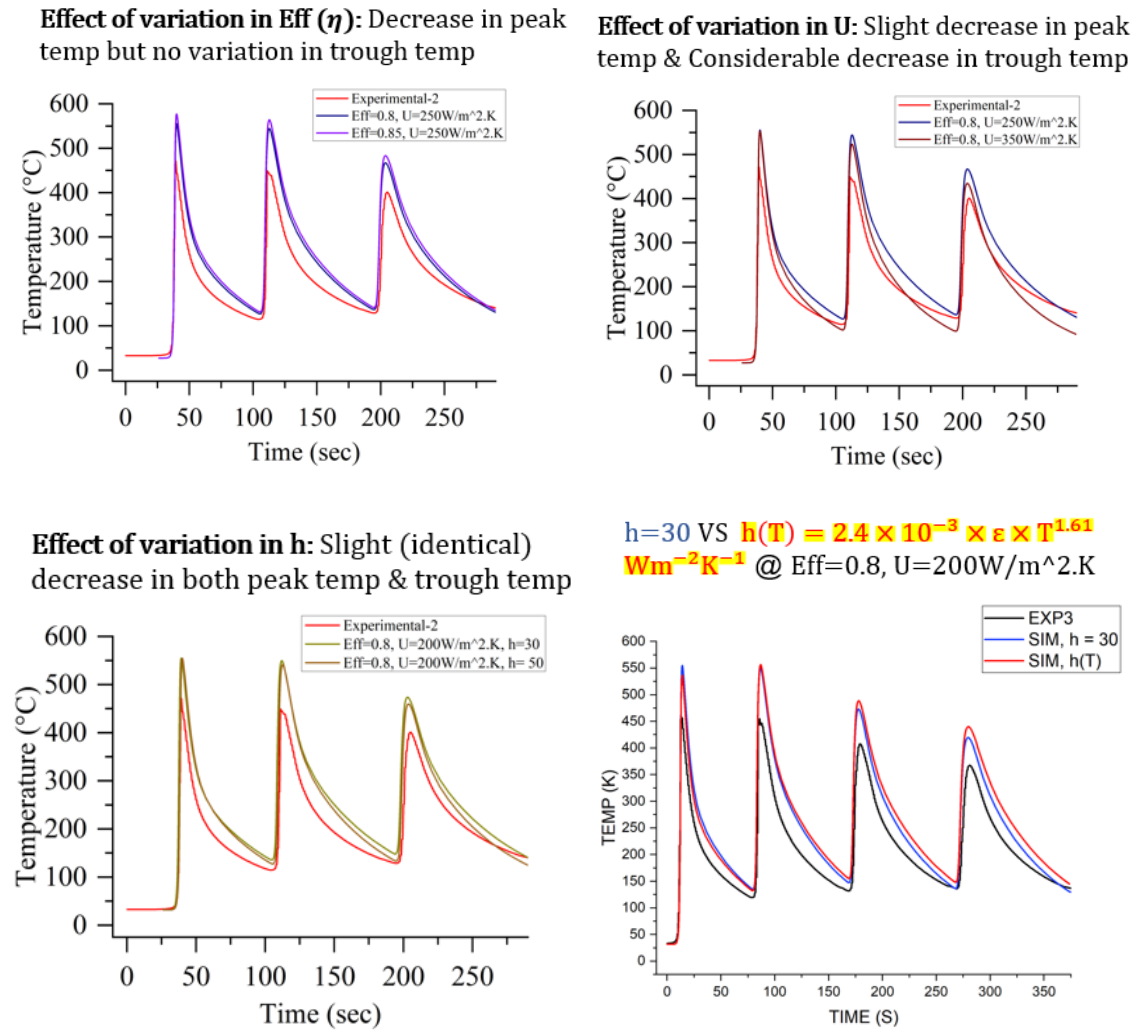 Effect of variation in Eff (η): Decrease in peak
temp but no variation in trough temp
Experimental-2
Eff=0.8, U=250W/m^2.K
Eff=0.85, U=250W/m^2.K
600
500
400
300
200
100
0
Temperature (°C)
0 50 100 150 200 250
Time (sec)
Effect of variation in U: Slight decrease in peak
temp & Considerable decrease in trough temp
Experimental-2
Eff=0.8, U=250W/m^2.K
Eff=0.8, U=350W/m^2.K
600
500
400
300
200
100
0
Temperature (°C)
0 50 100 150 200 250
Time (sec)
Effect of variation in h: Slight (identical)
decrease in both peak temp & trough temp
Experimental-2
Eff=0.8, U=200W/m^2.K, h=30
Eff=0.8, U=200W/m^2.K, h= 50
600
500
400
300
200
100
0
Temperature (°C)
0 50 100 150 200 250
Time (sec)
h=30 VS h(T) = 2.4 × 10⁻³ × ε × T¹·⁶¹
Wm⁻²K⁻¹ @ Eff=0.8, U=200W/m^2.K
EXP3
SIM, h = 30
SIM, h(T)
600
550
500
450
400
350
300
250
200
150
100
50
0
TEMP (K)
0 50 100 150 200 250 300 350
TIME (S)